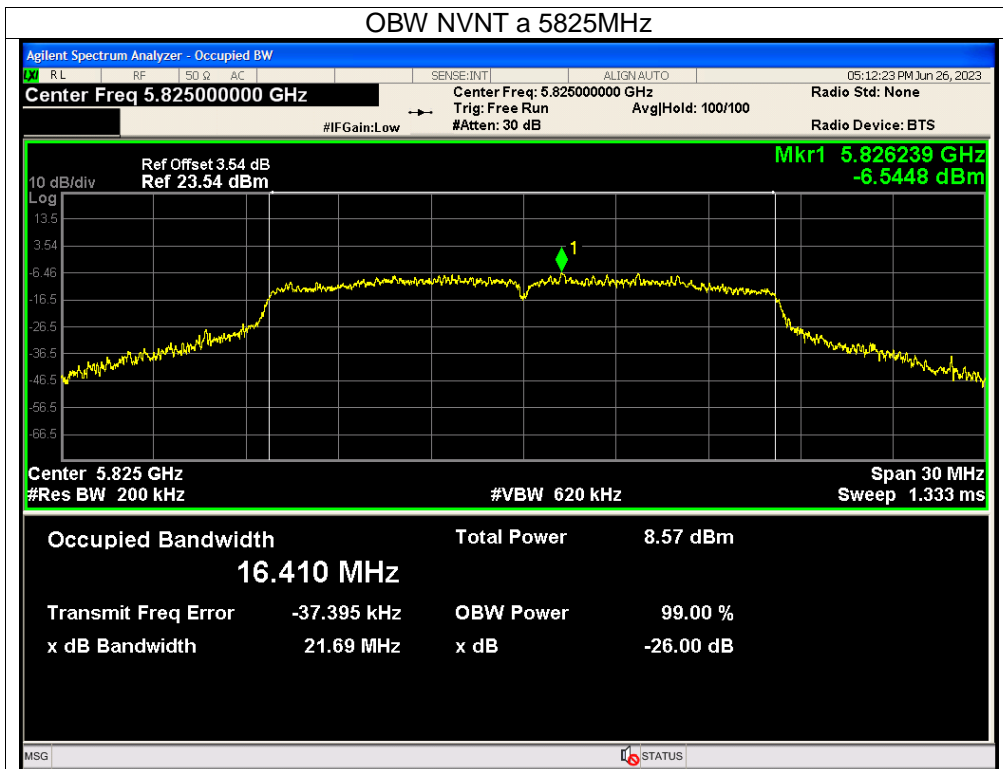 OBW NVNT a 5825MHz
Agilent Spectrum Analyzer - Occupied BW
LXI RL RF 50 Ω AC SENSE:INT ALIGN AUTO 05:12:23 PM Jun 26, 2023
Center Freq 5.825000000 GHz Center Freq: 5.825000000 GHz Radio Std: None
Trig: Free Run Avg|Hold: 100/100
#IFGain:Low #Atten: 30 dB Radio Device: BTS
Mkr1 5.826239 GHz
Ref Offset 3.54 dB
10 dB/div Ref 23.54 dBm -6.5448 dBm
Log
13.5
3.54
1
-6.46
-16.5
-26.5
-36.5
-46.5
-56.5
-66.5
Center 5.825 GHz Span 30 MHz
#Res BW 200 kHz #VBW 620 kHz Sweep 1.333 ms
Occupied Bandwidth Total Power 8.57 dBm
16.410 MHz
Transmit Freq Error -37.395 kHz OBW Power 99.00 %
x dB Bandwidth 21.69 MHz x dB -26.00 dB
MSG STATUS